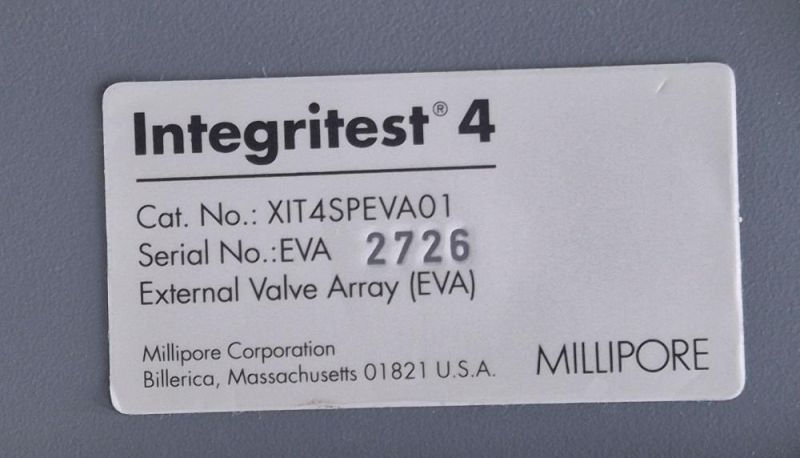 Integritest® 4
Cat. No.: XIT4SPEVA01
Serial No.:EVA 2726
External Valve Array (EVA)
Millipore Corporation
Billerica, Massachusetts 01821 U.S.A.
MILLIPORE